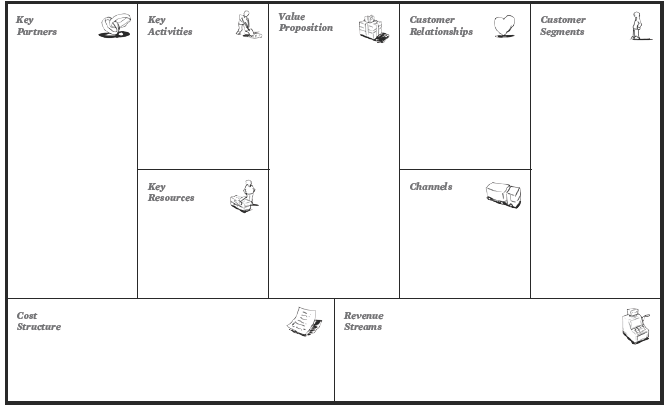 Key
Partners
Key
Activities
Value
Proposition
Customer
Relationships
Customer
Segments
Key
Resources
Channels
Cost
Structure
Revenue
Streams